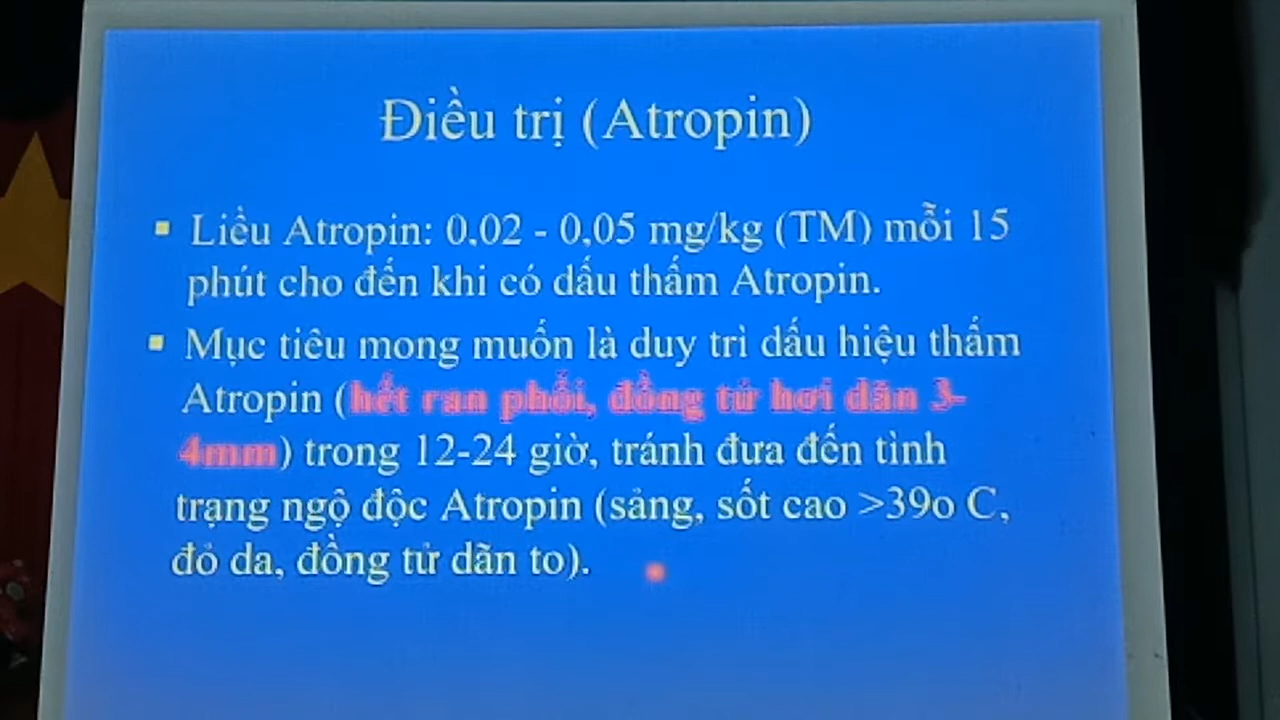 Điều trị (Atropin)
▪ Liều Atropin: 0,02 - 0,05 mg/kg (TM) mỗi 15
phút cho đến khi có dấu thấm Atropin.
▪ Mục tiêu mong muốn là duy trì dấu hiệu thấm
Atropin (hết ran phổi, đồng tử hơi dãn 3-
4mm) trong 12-24 giờ, tránh đưa đến tình
trạng ngộ độc Atropin (sảng, sốt cao >39o C,
đỏ da, đồng tử dãn to).